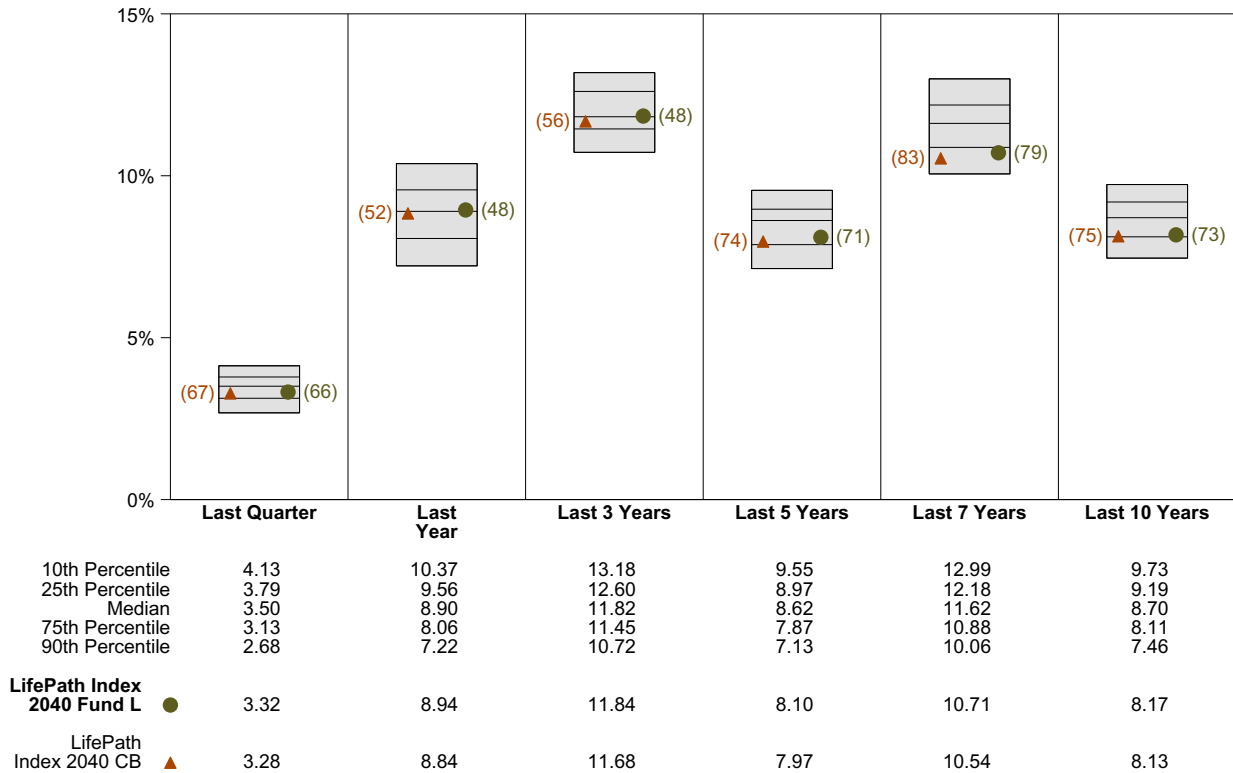 15%
10%
5%
0%
(67)
(66)
(52)
(48)
(56)
(48)
(74)
(71)
(83)
(79)
(75)
(73)
Last Quarter
Last
Year
Last 3 Years
Last 5 Years
Last 7 Years
Last 10 Years
10th Percentile 4.13 10.37 13.18 9.55 12.99 9.73
25th Percentile 3.79 9.56 12.60 8.97 12.18 9.19
Median 3.50 8.90 11.82 8.62 11.62 8.70
75th Percentile 3.13 8.06 11.45 7.87 10.88 8.11
90th Percentile 2.68 7.22 10.72 7.13 10.06 7.46
LifePath Index
2040 Fund L 3.32 8.94 11.84 8.10 10.71 8.17
LifePath
Index 2040 CB 3.28 8.84 11.68 7.97 10.54 8.13